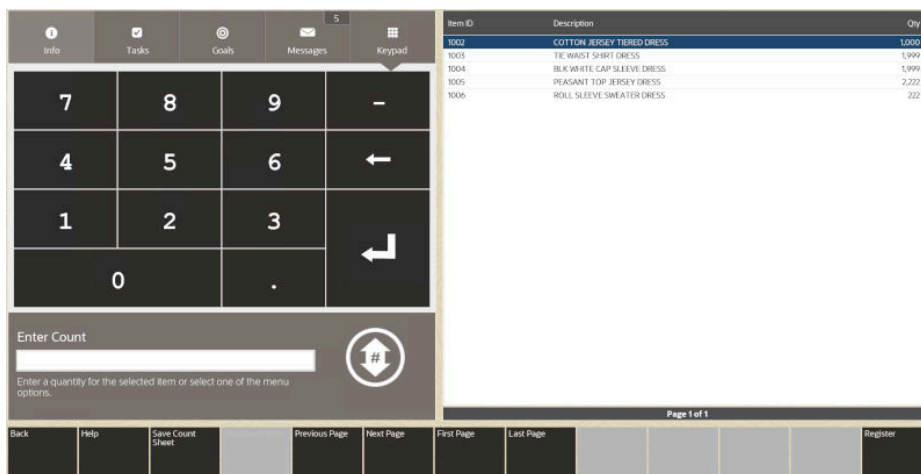 5
Info Tasks Goals Messages Keypad
7 8 9 -
4 5 6
1 2 3
0 .
Enter Count
#
Enter a quantity for the selected item or select one of the menu
options.
Item ID Description Qty
1002 COTTON JERSEY TIERED DRESS 1,000
1003 TIE WAIST SHIRT DRESS 1,999
1004 BLK WHITE CAP SLEEVE DRESS 1,999
1005 PEASANT TOP JERSEY DRESS 2,222
1006 ROLL SLEEVE SWEATER DRESS 222
Page 1 of 1
Back Help Save Count Previous Page Next Page First Page Last Page Register
Sheet